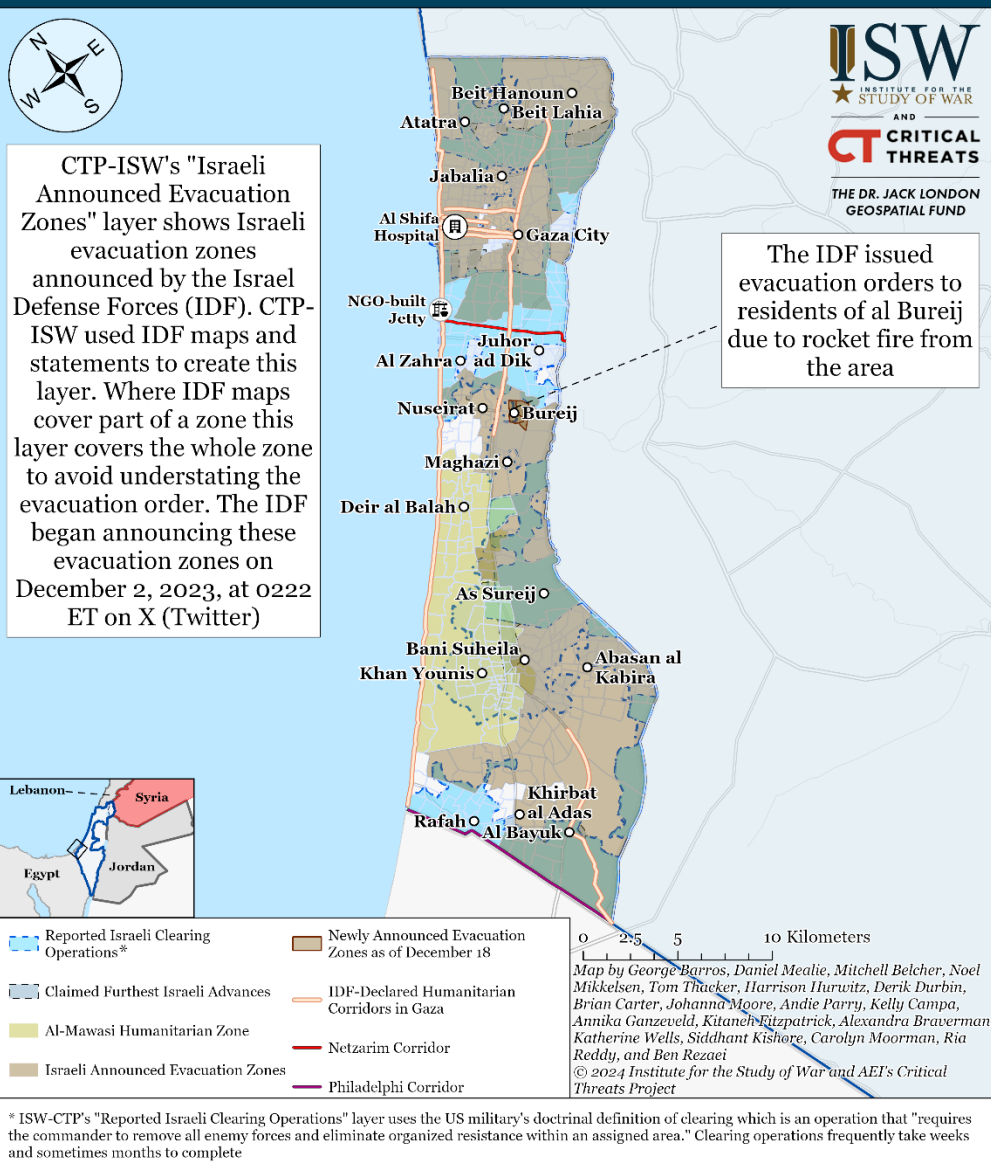 N
E
W
S
ISW
INSTITUTE FOR THE
STUDY OF WAR
AND
CT CRITICAL
THREATS
THE DR. JACK LONDON
GEOSPATIAL FUND
CTP-ISW's "Israeli
Announced Evacuation
Zones" layer shows Israeli
evacuation zones
announced by the Israel
Defense Forces (IDF). CTP-
ISW used IDF maps and
statements to create this
layer. Where IDF maps
cover part of a zone this
layer covers the whole zone
to avoid understating the
evacuation order. The IDF
began announcing these
evacuation zones on
December 2, 2023, at 0222
ET on X (Twitter)
The IDF issued
evacuation orders to
residents of al Bureij
due to rocket fire from
the area
Beit Hanoun
Beit Lahia
Atatra
Jabalia
Al Shifa
Hospital
Gaza City
NGO-built
Jetty
Juhor
ad Dik
Al Zahra
Nuseirat
Bureij
Maghazi
Deir al Balah
As Sureij
Bani Suheila
Abasan al
Kabira
Khan Younis
Khirbat
al Adas
Rafah
Al Bayuk
Lebanon
Syria
Egypt
Jordan
Reported Israeli Clearing
Operations*
Claimed Furthest Israeli Advances
Al-Mawasi Humanitarian Zone
Israeli Announced Evacuation Zones
Newly Announced Evacuation
Zones as of December 18
IDF-Declared Humanitarian
Corridors in Gaza
Netzarim Corridor
Philadelphi Corridor
0 2.5 5 10 Kilometers
Map by George Barros, Daniel Mealie, Mitchell Belcher, Noel
Mikkelsen, Tom Thacker, Harrison Hurwitz, Derik Durbin,
Brian Carter, Johanna Moore, Andie Parry, Kelly Campa,
Annika Ganzeveld, Kitaneh Fitzpatrick, Alexandra Braverman
Katherine Wells, Siddhant Kishore, Carolyn Moorman, Ria
Reddy, and Ben Rezaei
© 2024 Institute for the Study of War and AEI's Critical
Threats Project
* ISW-CTP's "Reported Israeli Clearing Operations" layer uses the US military's doctrinal definition of clearing which is an operation that "requires
the commander to remove all enemy forces and eliminate organized resistance within an assigned area." Clearing operations frequently take weeks
and sometimes months to complete